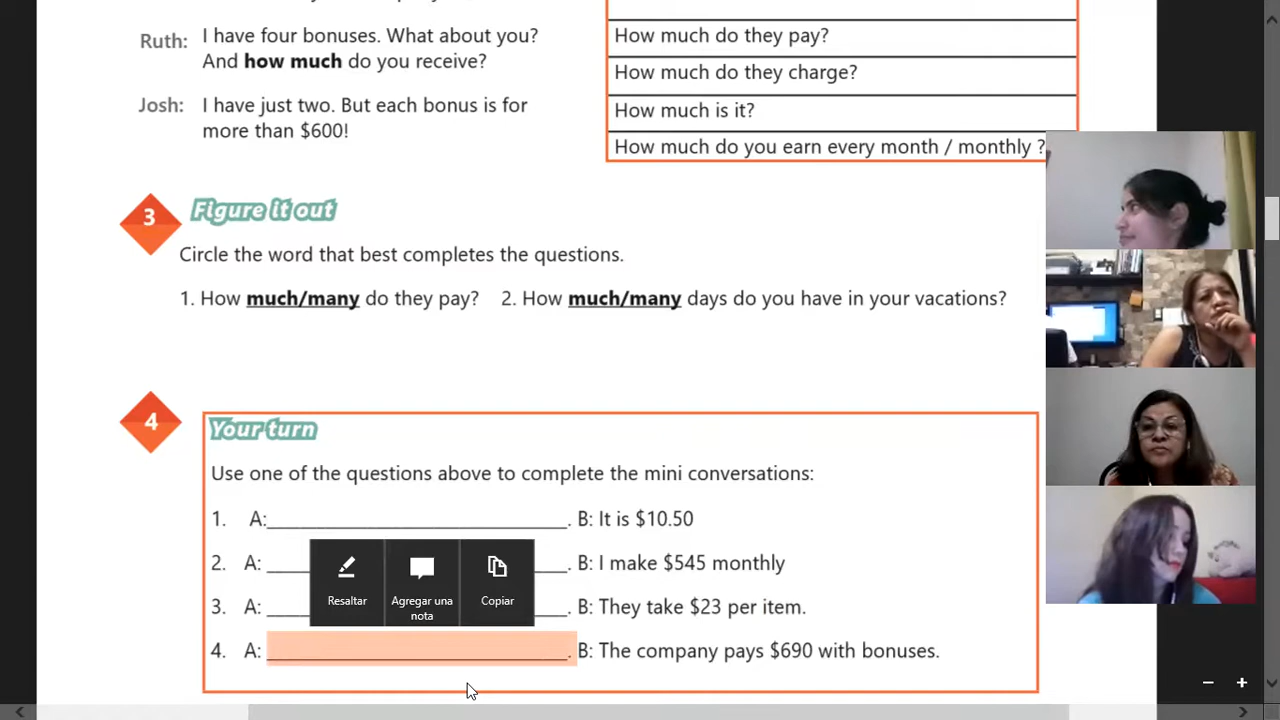 Ruth: I have four bonuses. What about you?
And how much do you receive?
Josh: I have just two. But each bonus is for
more than $600!
How much do they pay?
How much do they charge?
How much is it?
How much do you earn every month / monthly ?
3 Figure it out
Circle the word that best completes the questions.
1. How much/many do they pay? 2. How much/many days do you have in your vacations?
4 Your turn
Use one of the questions above to complete the mini conversations:
1. A:______________________________. B: It is $10.50
2. A: ______________________________. B: I make $545 monthly
3. A: ______________________________. B: They take $23 per item.
4. A: ______________________________. B: The company pays $690 with bonuses.
Resaltar
Agregar una
nota
Copiar